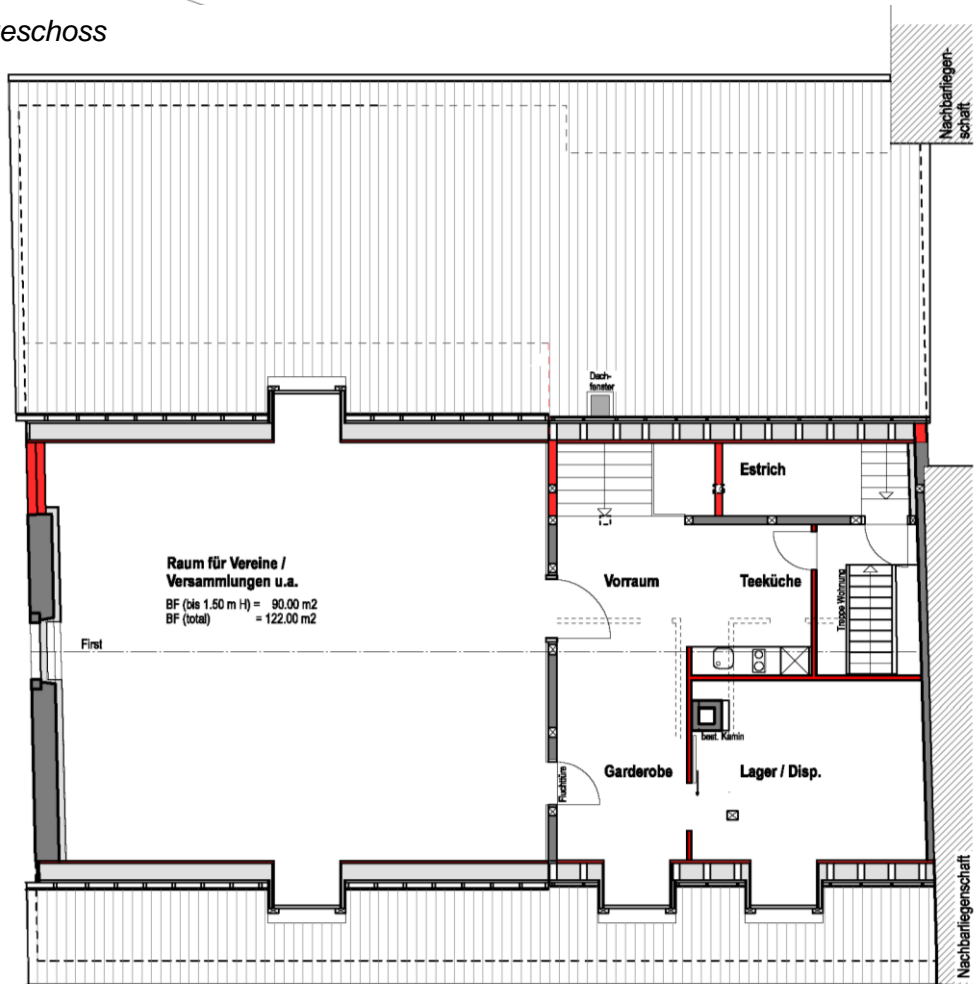 eschoss
Nachbarliegen-
schaft
Dach-
fenster
Estrich
Raum für Vereine /
Versammlungen u.a.
BF (bis 1.50 m H) = 90.00 m2
BF (total) = 122.00 m2
Vorraum
Teeküche
Treppe Wohnung
First
best. Kamin
Garderobe
Lager / Disp.
Fluchttüre
Nachbarliegenschaft